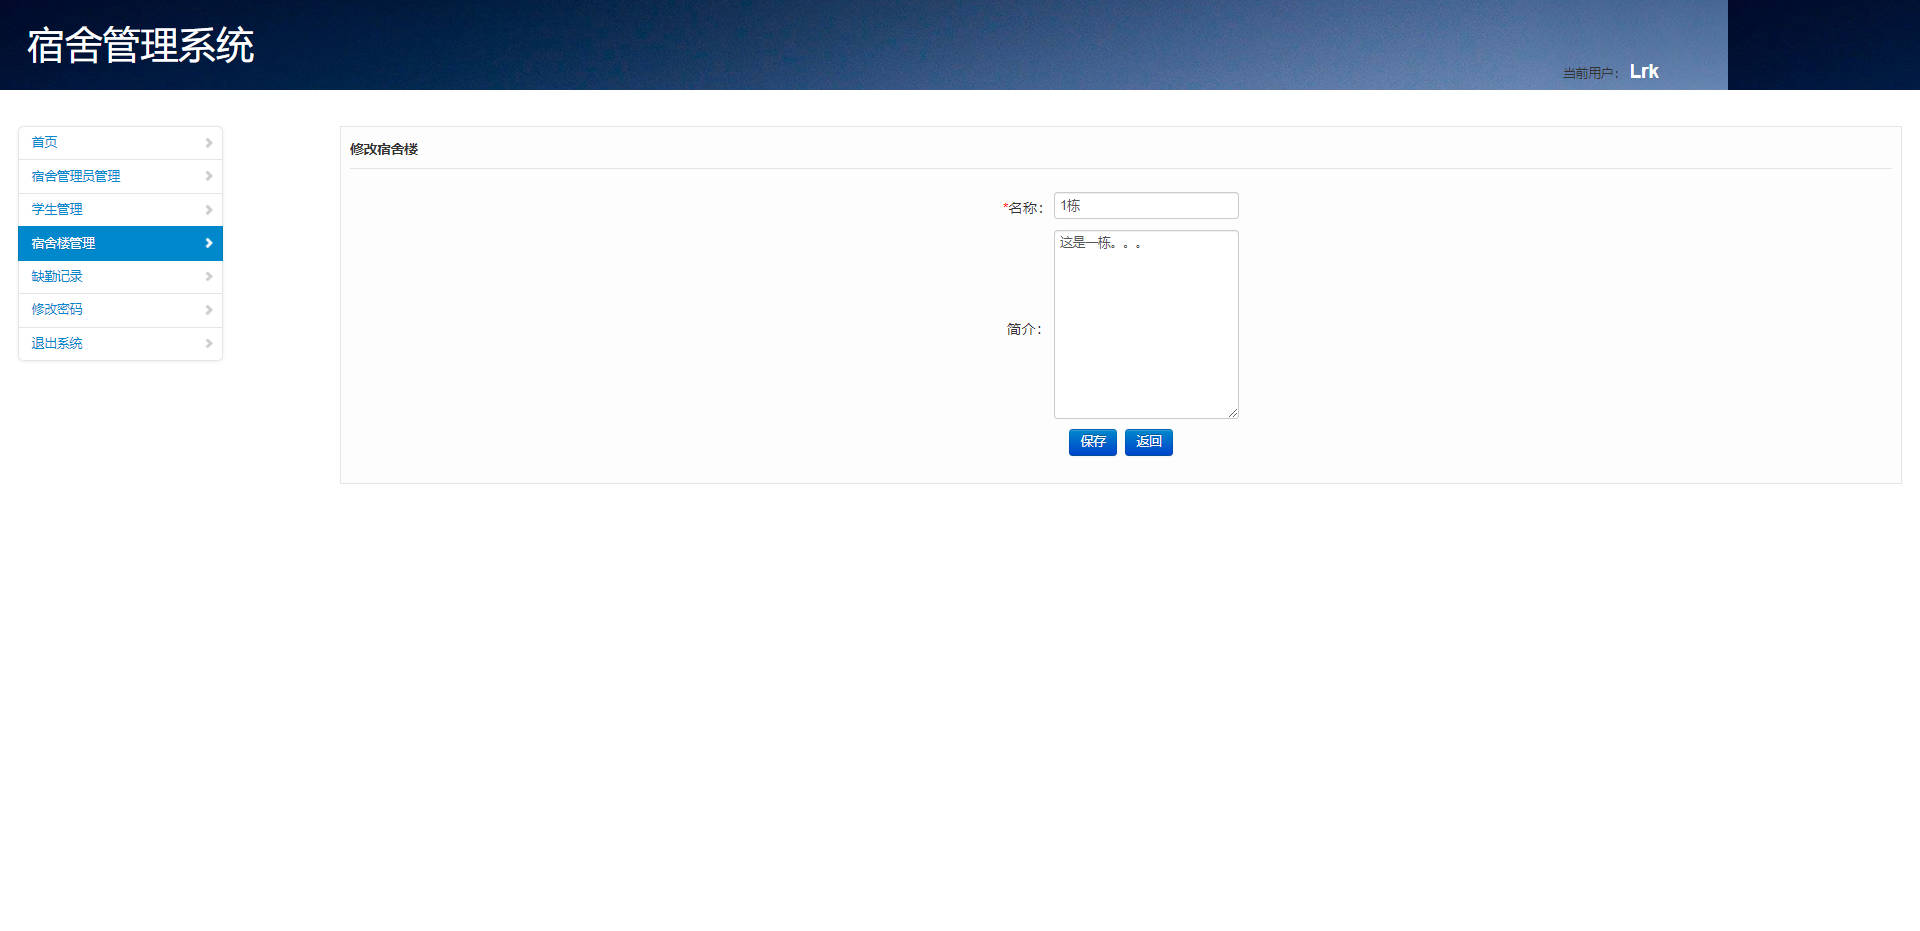 宿舍管理系统
当前用户： Lrk
首页
宿舍管理员管理
学生管理
宿舍楼管理
缺勤记录
修改密码
退出系统
修改宿舍楼
*名称： 1栋
简介： 这是一栋。。。
保存 返回